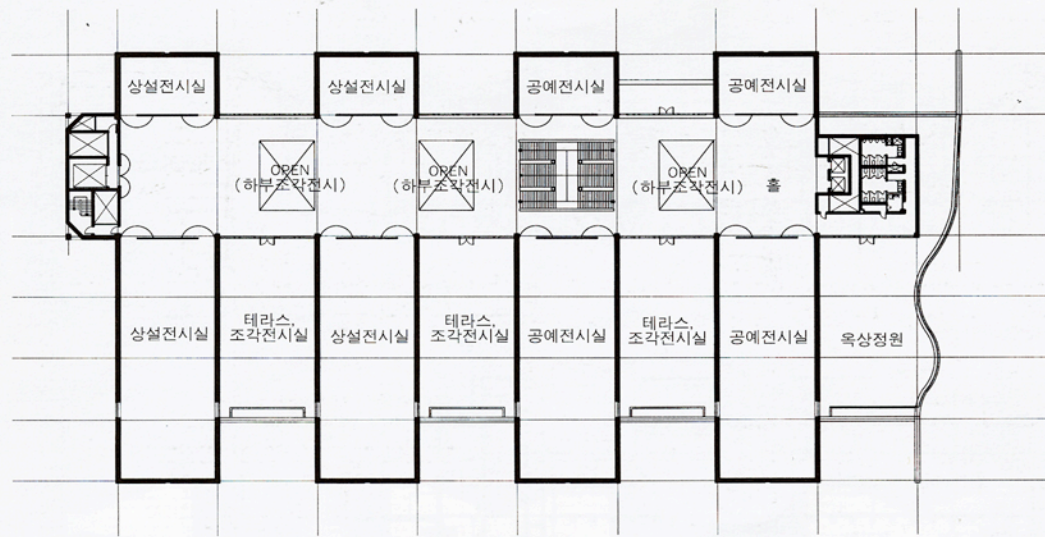 상설전시실
상설전시실
공예전시실
공예전시실
OPEN
(하부조각전시)
OPEN
(하부조각전시)
OPEN
(하부조각전시)
홀
상설전시실
테라스,
조각전시실
상설전시실
테라스,
조각전시실
공예전시실
테라스,
조각전시실
공예전시실
옥상정원